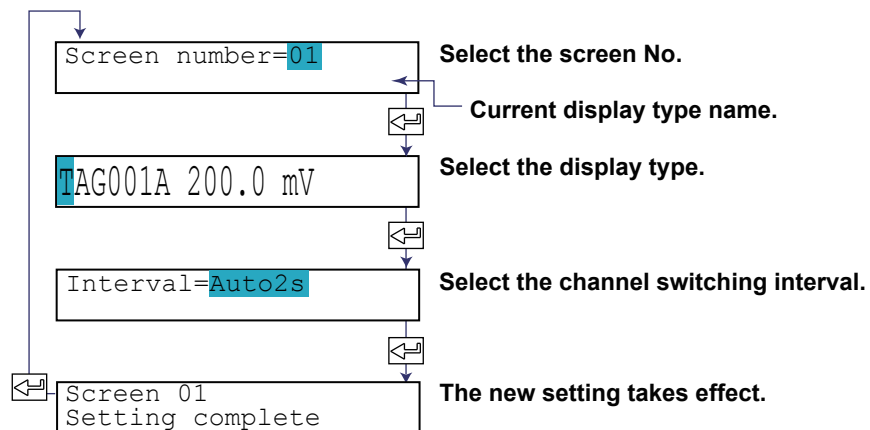 Screen number=01
Select the screen No.
Current display type name.
TAG001A 200.0 mV
Select the display type.
Interval=Auto2s
Select the channel switching interval.
Screen 01
Setting complete
The new setting takes effect.